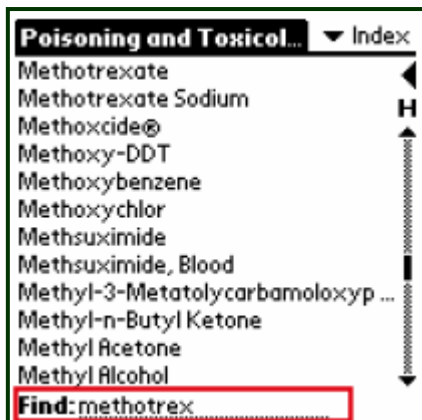 Poisoning and Toxicol... Index
Methotrexate
Methotrexate Sodium
H
Methoxcide®
Methoxy-DDT
Methoxybenzene
Methoxychlor
Methsuximide
Methsuximide, Blood
Methyl-3-Metatolycarbamoloxyp ...
Methyl-n-Butyl Ketone
Methyl Acetone
Methyl Alcohol
Find: methotrex